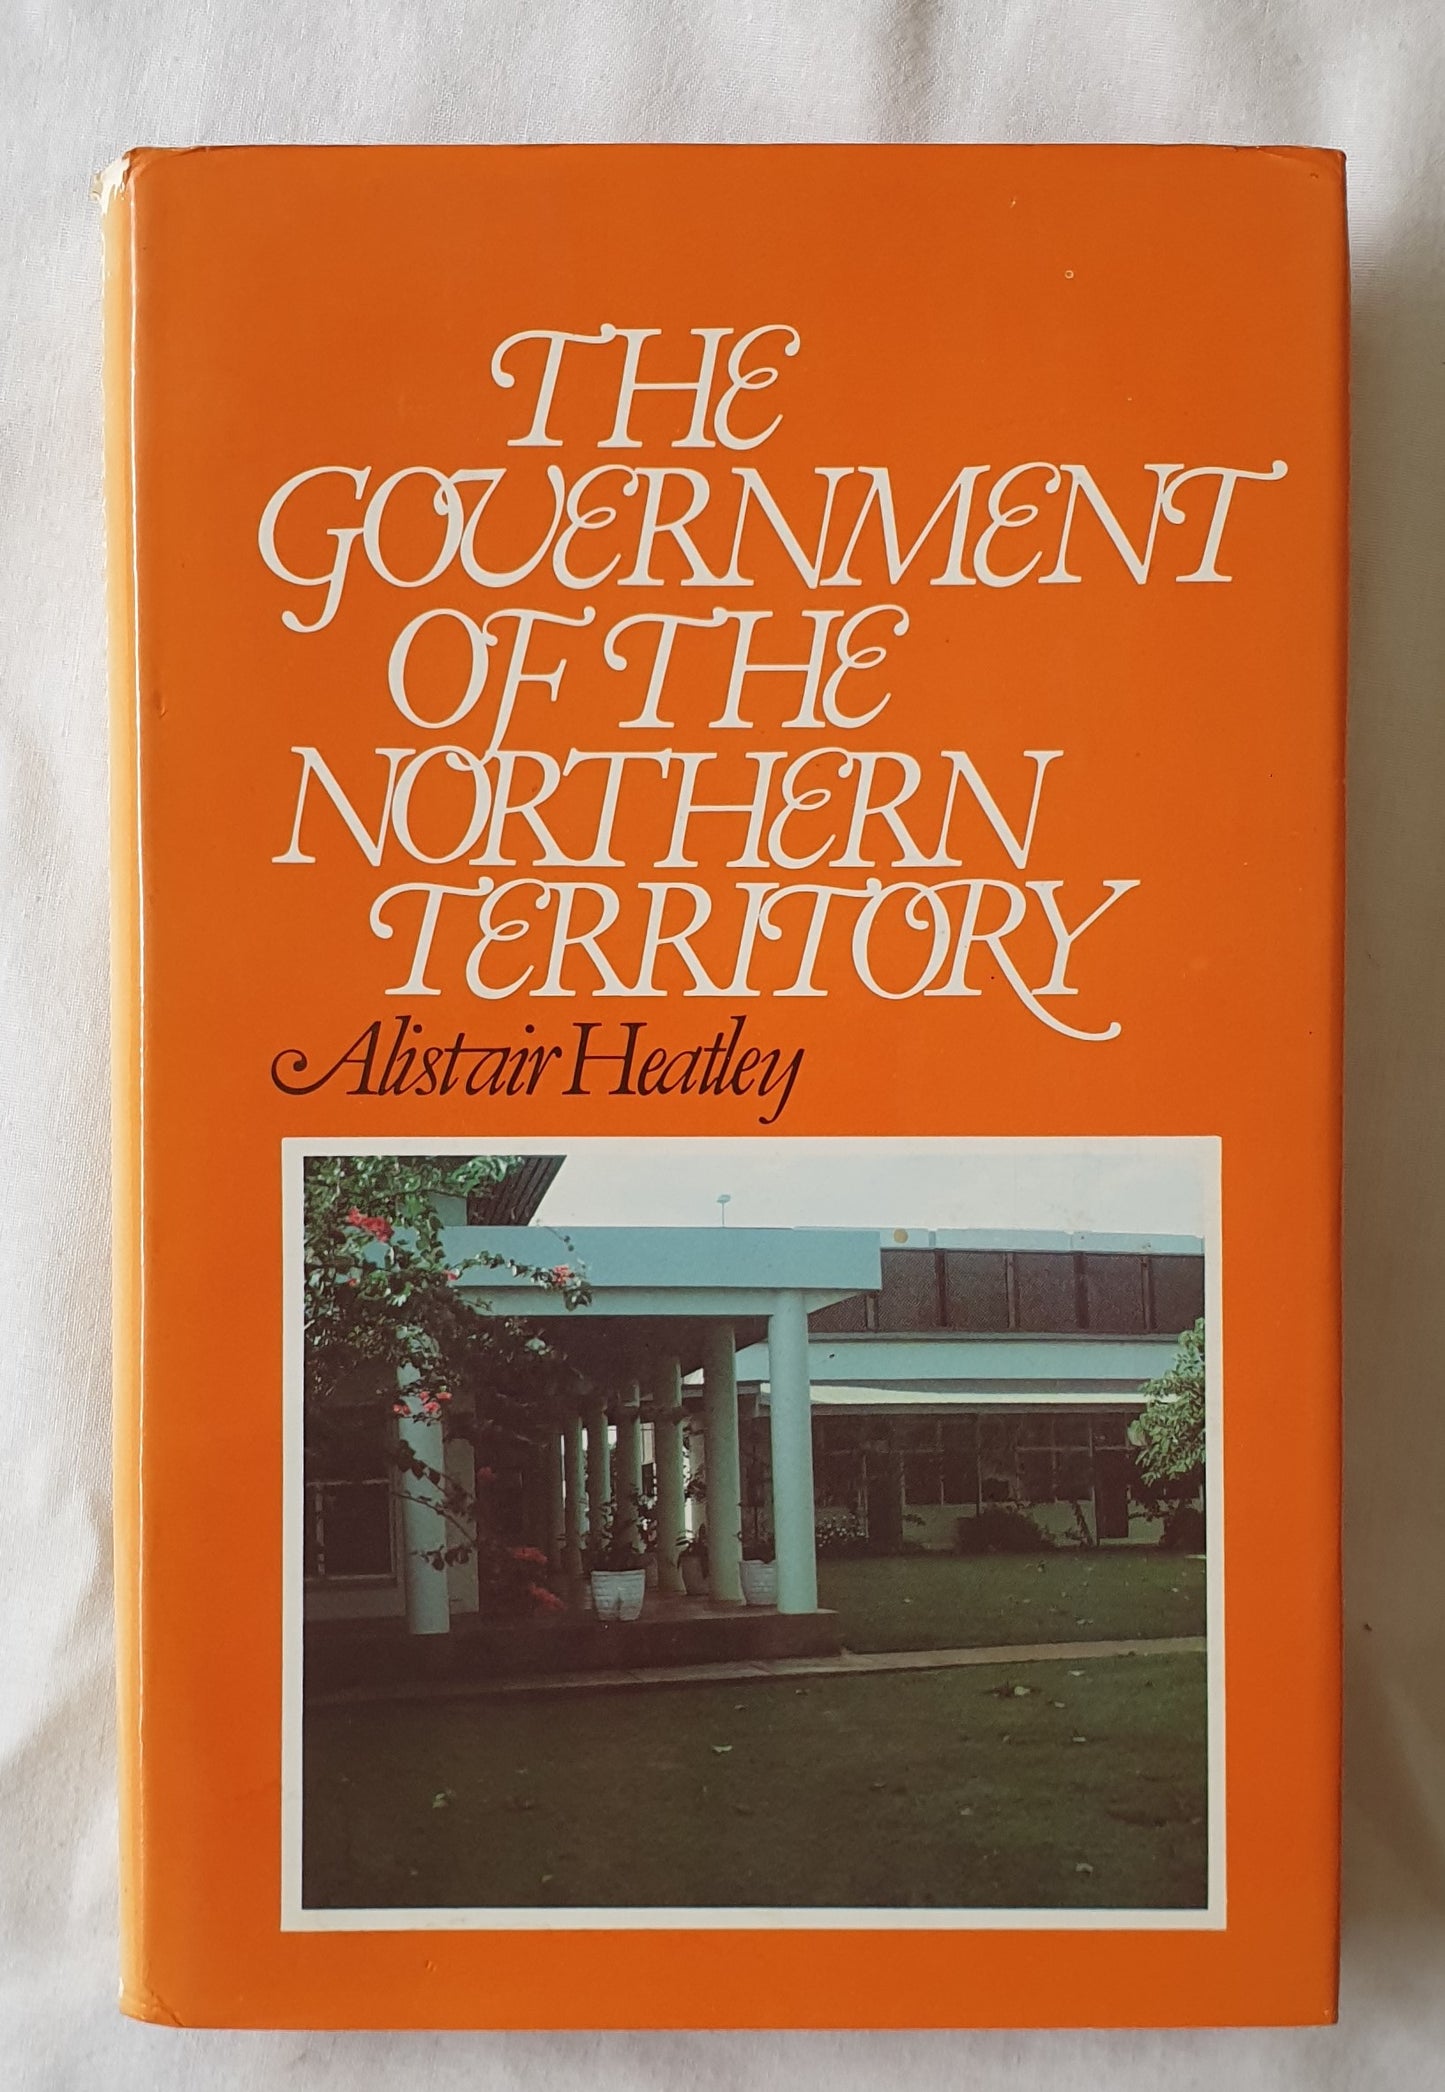 THE
GOVERNMENT
OF THE
NORTHERN
TERRITORY
Alistair Heatley